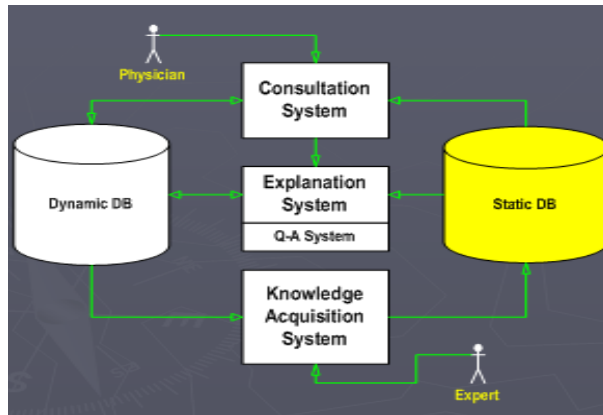 Physician
Consultation
System
Dynamic DB
Explanation
System
Q-A System
Static DB
Knowledge
Acquisition
System
Expert